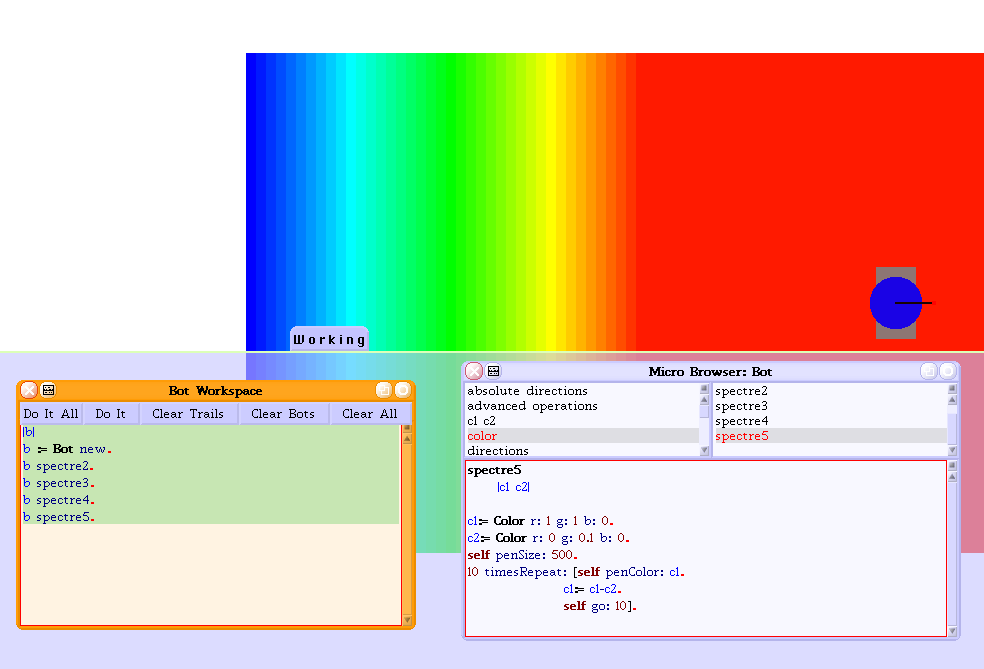 Working
Bot Workspace
Do It All Do It Clear Trails Clear Bots Clear All
|b|
b := Bot new.
b spectre2.
b spectre3.
b spectre4.
b spectre5.
Micro Browser: Bot
absolute directions
advanced operations
c1 c2
color
directions
spectre2
spectre3
spectre4
spectre5
spectre5
|c1 c2|
c1:= Color r: 1 g: 1 b: 0.
c2:= Color r: 0 g: 0.1 b: 0.
self penSize: 500.
10 timesRepeat: [self penColor: c1.
c1:= c1-c2.
self go: 10].